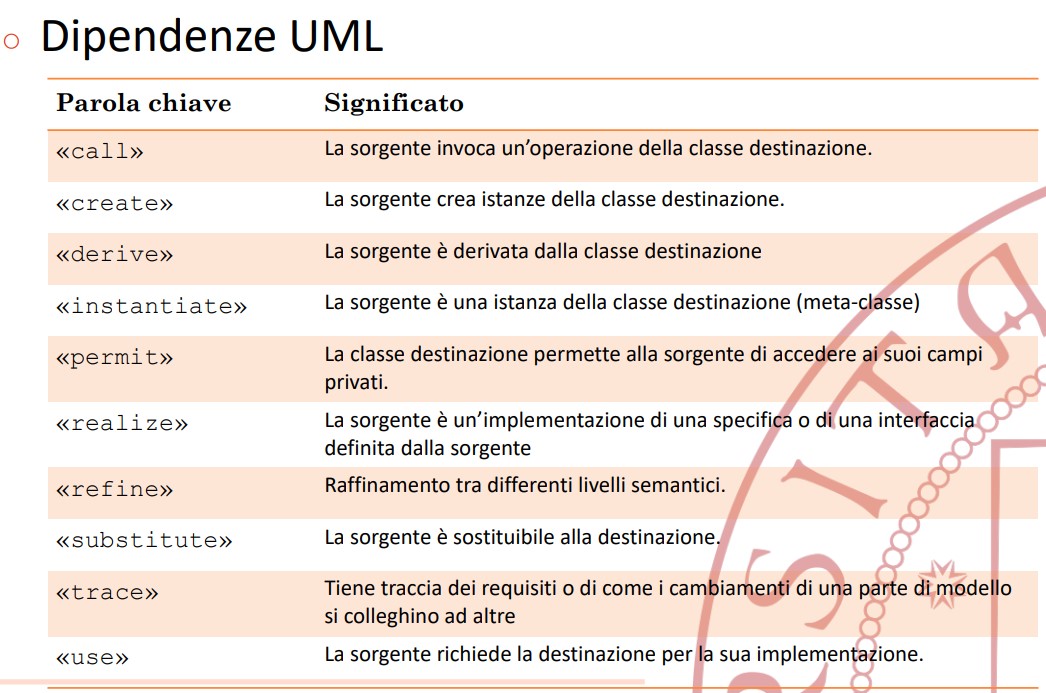 Dipendenze UML
Parola chiave Significato
«call» La sorgente invoca un’operazione della classe destinazione.
«create» La sorgente crea istanze della classe destinazione.
«derive» La sorgente è derivata dalla classe destinazione
«instantiate» La sorgente è una istanza della classe destinazione (meta-classe)
«permit» La classe destinazione permette alla sorgente di accedere ai suoi campi
privati.
«realize» La sorgente è un’implementazione di una specifica o di una interfaccia
definita dalla sorgente
«refine» Raffinamento tra differenti livelli semantici.
«substitute» La sorgente è sostituibile alla destinazione.
«trace» Tiene traccia dei requisiti o di come i cambiamenti di una parte di modello
si colleghino ad altre
«use» La sorgente richiede la destinazione per la sua implementazione.